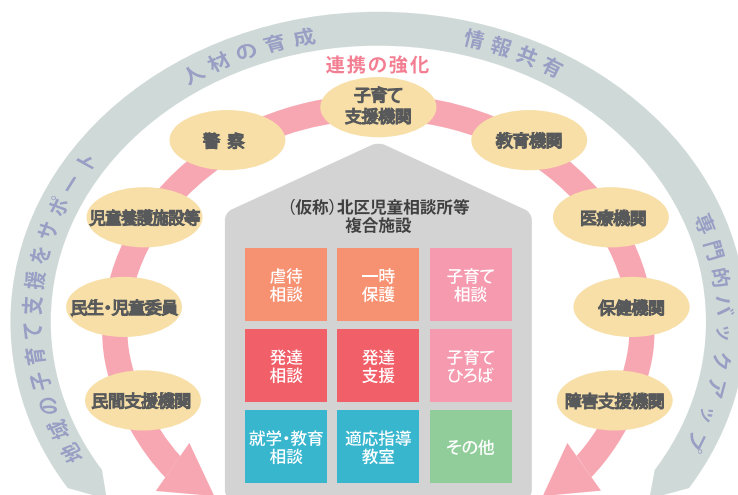 地域の子育て支援をサポート
人材の育成
情報共有
専門的バックアップ
連携の強化
子育て
支援機関
警察
教育機関
児童養護施設等
医療機関
民生・児童委員
保健機関
民間支援機関
障害支援機関
（仮称）北区児童相談所等
複合施設
虐待
相談
一時
保護
子育て
相談
発達
相談
発達
支援
子育て
ひろば
就学・教育
相談
適応指導
教室
その他